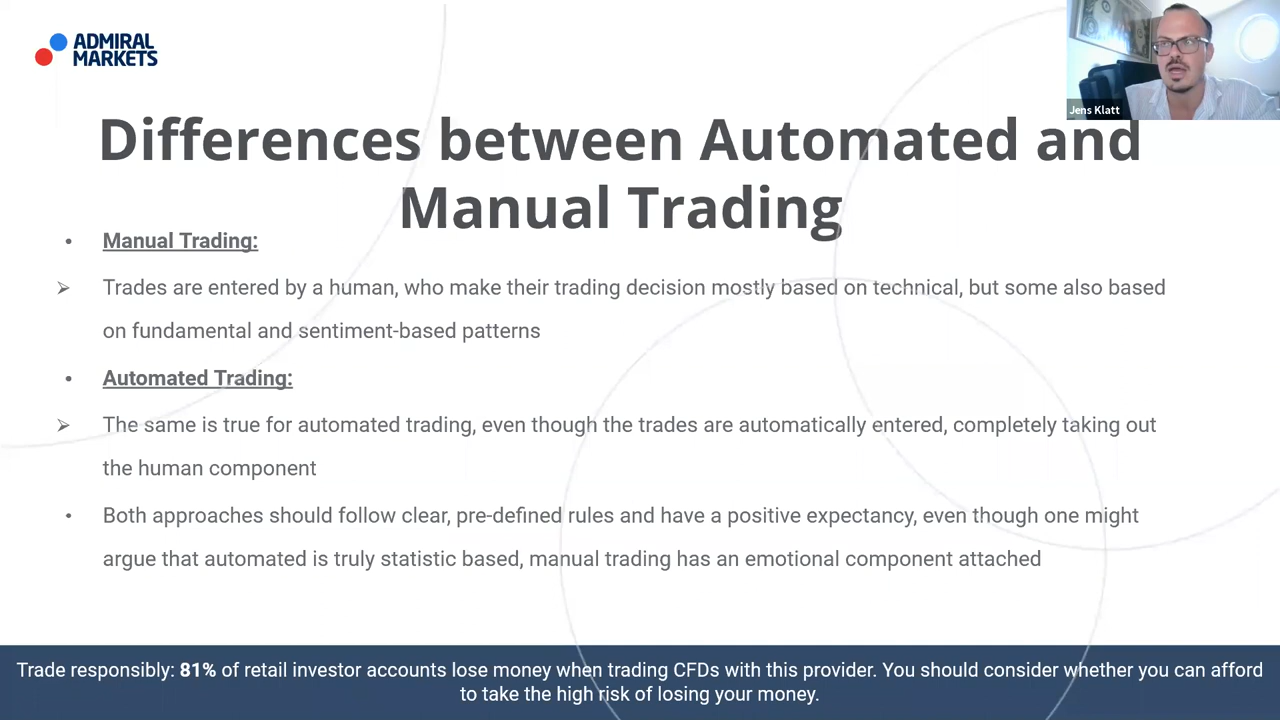 ADMIRAL
MARKETS
Jens Klatt
Differences between Automated and
Manual Trading
• Manual Trading:
➢ Trades are entered by a human, who make their trading decision mostly based on technical, but some also based
on fundamental and sentiment-based patterns
• Automated Trading:
➢ The same is true for automated trading, even though the trades are automatically entered, completely taking out
the human component
• Both approaches should follow clear, pre-defined rules and have a positive expectancy, even though one might
argue that automated is truly statistic based, manual trading has an emotional component attached
Trade responsibly: 81% of retail investor accounts lose money when trading CFDs with this provider. You should consider whether you can afford
to take the high risk of losing your money.